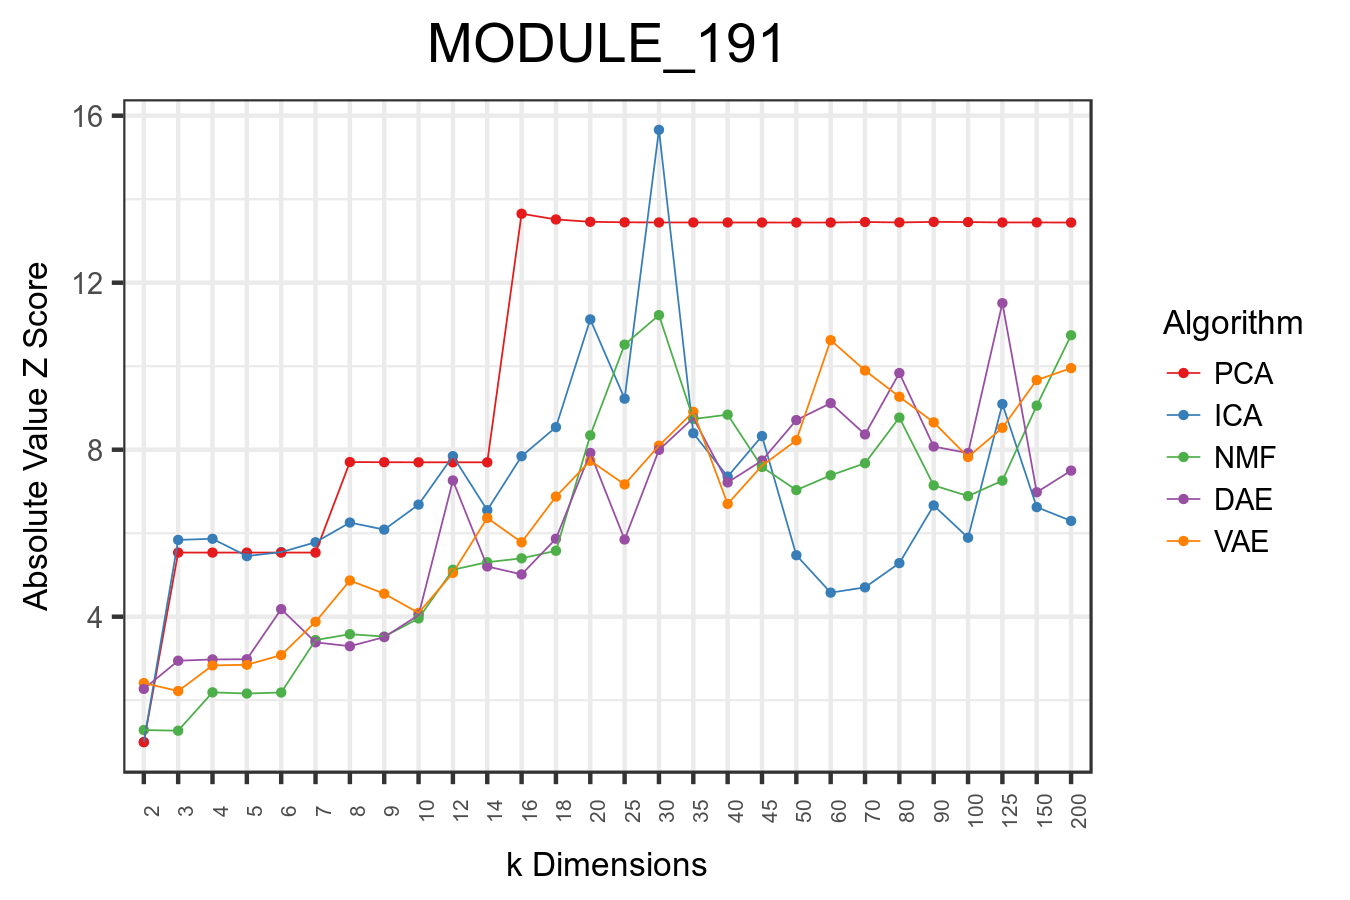 MODULE_191
Absolute Value Z Score
16
12
8
4
2 3 4 5 6 7 8 9 10 12 14 16 18 20 25 30 35 40 45 50 60 70 80 90 100 125 150 200
k Dimensions
Algorithm
PCA
ICA
NMF
DAE
VAE